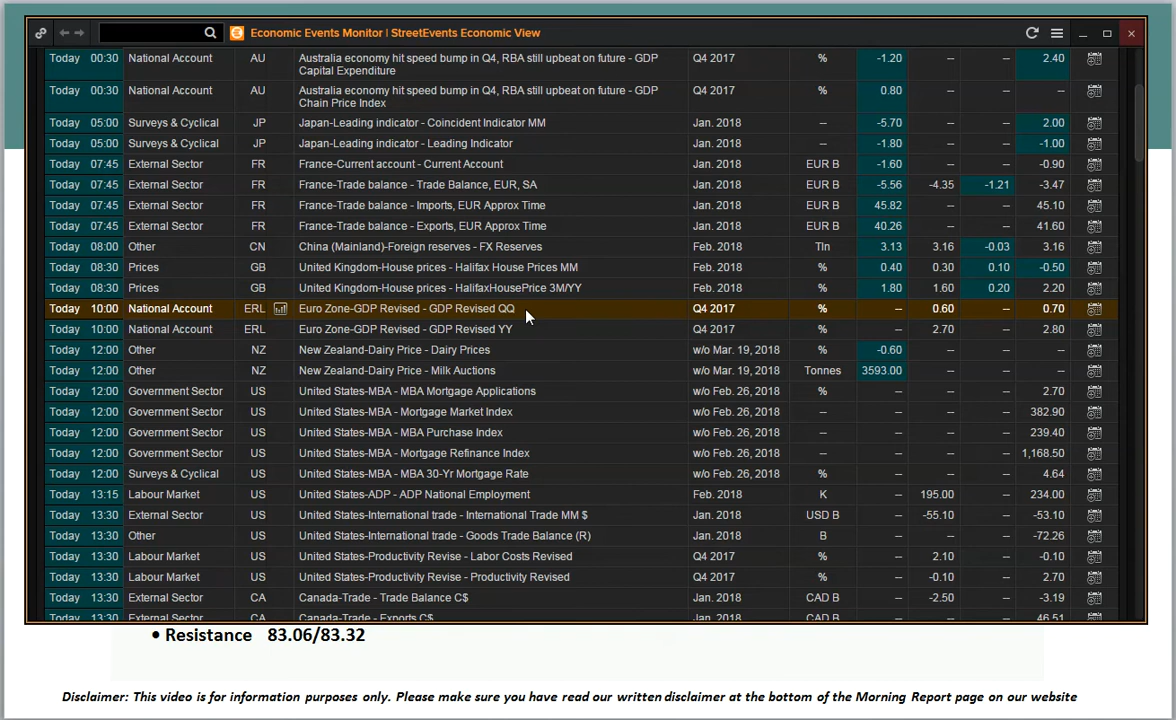 Economic Events Monitor | StreetEvents Economic View
Today 00:30 National Account AU Australia economy hit speed bump in Q4, RBA still upbeat on future - GDP Q4 2017 % -1.20 -- -- 2.40
Capital Expenditure
Today 00:30 National Account AU Australia economy hit speed bump in Q4, RBA still upbeat on future - GDP Q4 2017 % 0.80 -- -- --
Chain Price Index
Today 05:00 Surveys & Cyclical JP Japan-Leading indicator - Coincident Indicator MM Jan. 2018 -- -5.70 -- -- 2.00
Today 05:00 Surveys & Cyclical JP Japan-Leading indicator - Leading Indicator Jan. 2018 -- -1.80 -- -- -1.00
Today 07:45 External Sector FR France-Current account - Current Account Jan. 2018 EUR B -1.60 -- -- -0.90
Today 07:45 External Sector FR France-Trade balance - Trade Balance, EUR, SA Jan. 2018 EUR B -5.56 -4.35 -1.21 -3.47
Today 07:45 External Sector FR France-Trade balance - Imports, EUR Approx Time Jan. 2018 EUR B 45.82 -- -- 45.10
Today 07:45 External Sector FR France-Trade balance - Exports, EUR Approx Time Jan. 2018 EUR B 40.26 -- -- 41.60
Today 08:00 Other CN China (Mainland)-Foreign reserves - FX Reserves Feb. 2018 Tln 3.13 3.16 -0.03 3.16
Today 08:30 Prices GB United Kingdom-House prices - Halifax House Prices MM Feb. 2018 % 0.40 0.30 0.10 -0.50
Today 08:30 Prices GB United Kingdom-House prices - HalifaxHousePrice 3M/YY Feb. 2018 % 1.80 1.60 0.20 2.20
Today 10:00 National Account ERL Euro Zone-GDP Revised - GDP Revised QQ Q4 2017 % -- 0.60 -- 0.70
Today 10:00 National Account ERL Euro Zone-GDP Revised - GDP Revised YY Q4 2017 % -- 2.70 -- 2.80
Today 12:00 Other NZ New Zealand-Dairy Price - Dairy Prices w/o Mar. 19, 2018 % -0.60 -- -- --
Today 12:00 Other NZ New Zealand-Dairy Price - Milk Auctions w/o Mar. 19, 2018 Tonnes 3593.00 -- -- --
Today 12:00 Government Sector US United States-MBA - MBA Mortgage Applications w/o Feb. 26, 2018 % -- -- -- 2.70
Today 12:00 Government Sector US United States-MBA - Mortgage Market Index w/o Feb. 26, 2018 -- -- -- -- 382.90
Today 12:00 Government Sector US United States-MBA - MBA Purchase Index w/o Feb. 26, 2018 -- -- -- -- 239.40
Today 12:00 Government Sector US United States-MBA - Mortgage Refinance Index w/o Feb. 26, 2018 -- -- -- -- 1,168.50
Today 12:00 Surveys & Cyclical US United States-MBA - MBA 30-Yr Mortgage Rate w/o Feb. 26, 2018 % -- -- -- 4.64
Today 13:15 Labour Market US United States-ADP - ADP National Employment Feb. 2018 K -- 195.00 -- 234.00
Today 13:30 External Sector US United States-International trade - International Trade MM $ Jan. 2018 USD B -- -55.10 -- -53.10
Today 13:30 Other US United States-International trade - Goods Trade Balance (R) Jan. 2018 B -- -- -- -72.26
Today 13:30 Labour Market US United States-Productivity Revise - Labor Costs Revised Q4 2017 % -- 2.10 -- -0.10
Today 13:30 Labour Market US United States-Productivity Revise - Productivity Revised Q4 2017 % -- -0.10 -- 2.70
Today 13:30 External Sector CA Canada-Trade - Trade Balance C$ Jan. 2018 CAD B -- -2.50 -- -3.19
Today 13:30 External Sector CA Canada-Trade - Exports C$ Jan. 2018 CAD B -- -- -- 46.51
• Resistance 83.06/83.32
Disclaimer: This video is for information purposes only. Please make sure you have read our written disclaimer at the bottom of the Morning Report page on our website